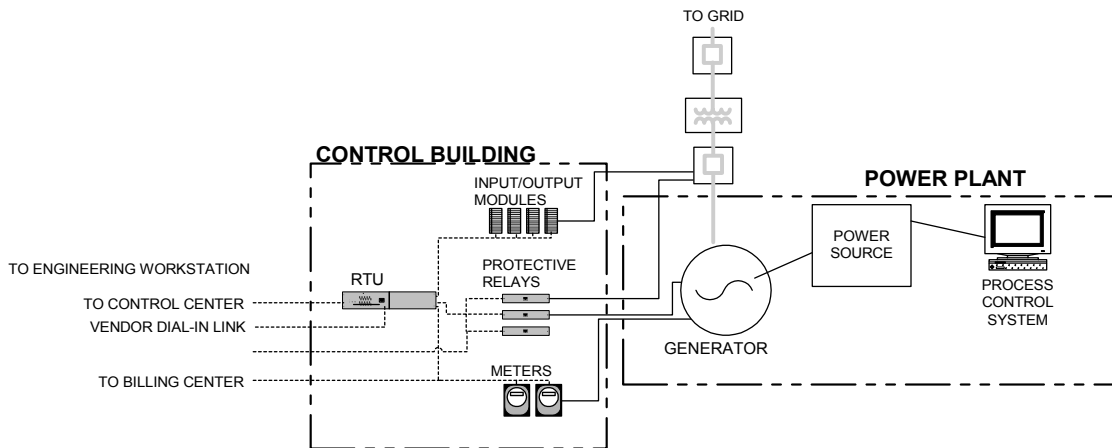 TO GRID
CONTROL BUILDING
POWER PLANT
INPUT/OUTPUT
MODULES
POWER
SOURCE
TO ENGINEERING WORKSTATION
RTU
PROTECTIVE
RELAYS
PROCESS
CONTROL
SYSTEM
TO CONTROL CENTER
VENDOR DIAL-IN LINK
GENERATOR
TO BILLING CENTER
METERS